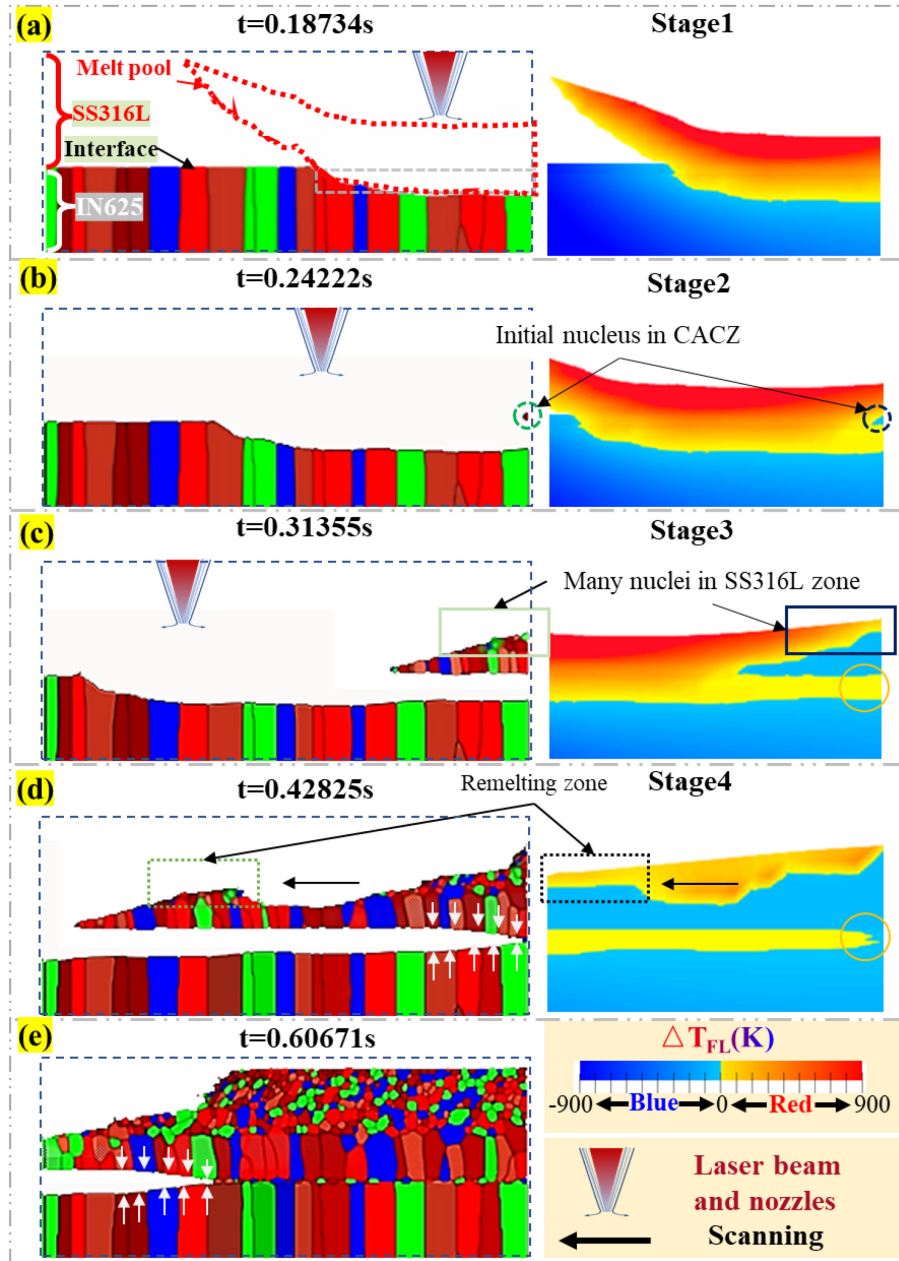 (a)
t=0.18734s
Stage1
Melt pool
SS316L
Interface
IN625
(b)
t=0.24222s
Stage2
Initial nucleus in CACZ
(c)
t=0.31355s
Stage3
Many nuclei in SS316L zone
(d)
t=0.42825s
Remelting zone
Stage4
(e)
t=0.60671s
△T_FL(K)
-900 Blue 0 Red 900
Laser beam
and nozzles
Scanning